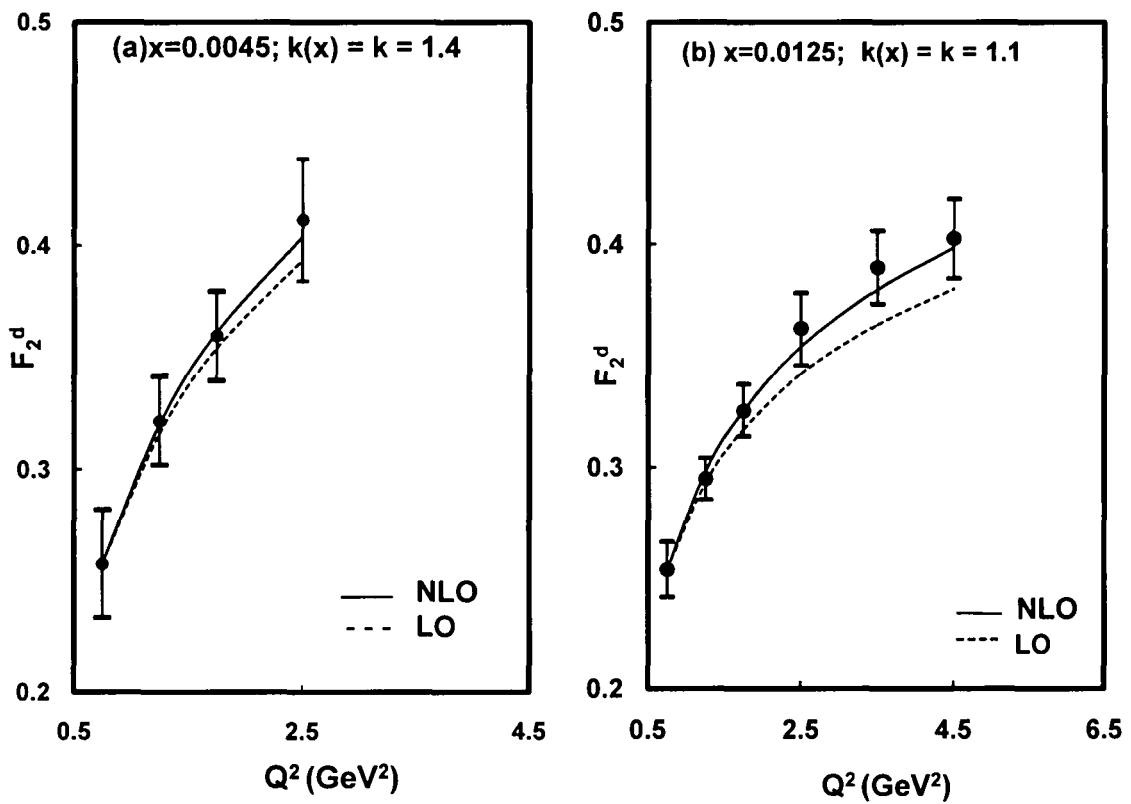 (a)x=0.0045; k(x) = k = 1.4
0.5
0.4
0.3
0.2
F₂ᵈ
NLO
LO
0.5 2.5 4.5
Q² (GeV²)
(b) x=0.0125; k(x) = k = 1.1
0.5
0.4
0.3
0.2
F₂ᵈ
NLO
LO
0.5 2.5 4.5 6.5
Q² (GeV²)